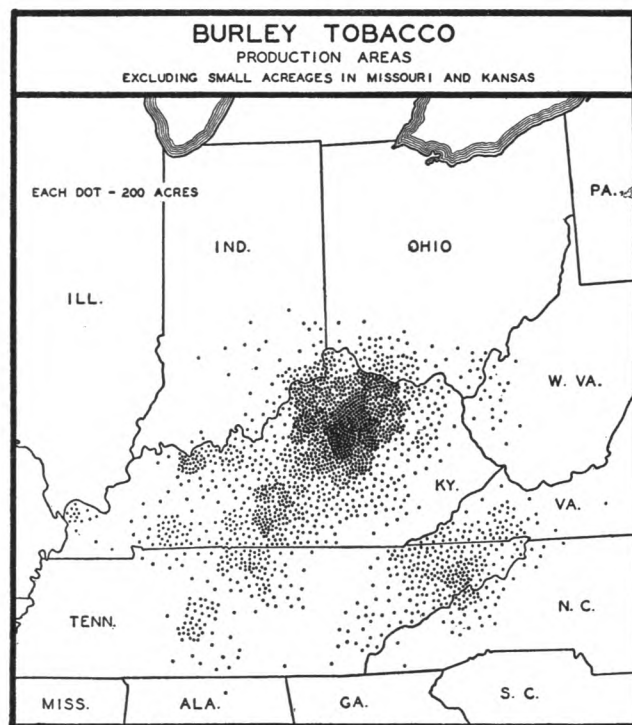 BURLEY TOBACCO
PRODUCTION AREAS
EXCLUDING SMALL ACREAGES IN MISSOURI AND KANSAS
EACH DOT - 200 ACRES
PA.
IND.
OHIO
ILL.
W. VA.
KY.
VA.
TENN.
N. C.
MISS.
ALA.
GA.
S. C.